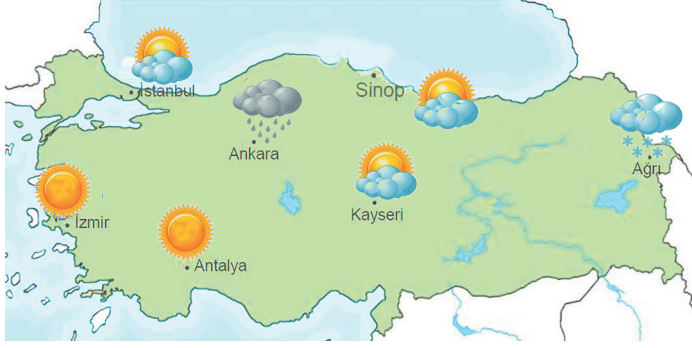 İstanbul
Sinop
Ankara
Ağrı
Kayseri
İzmir
Antalya